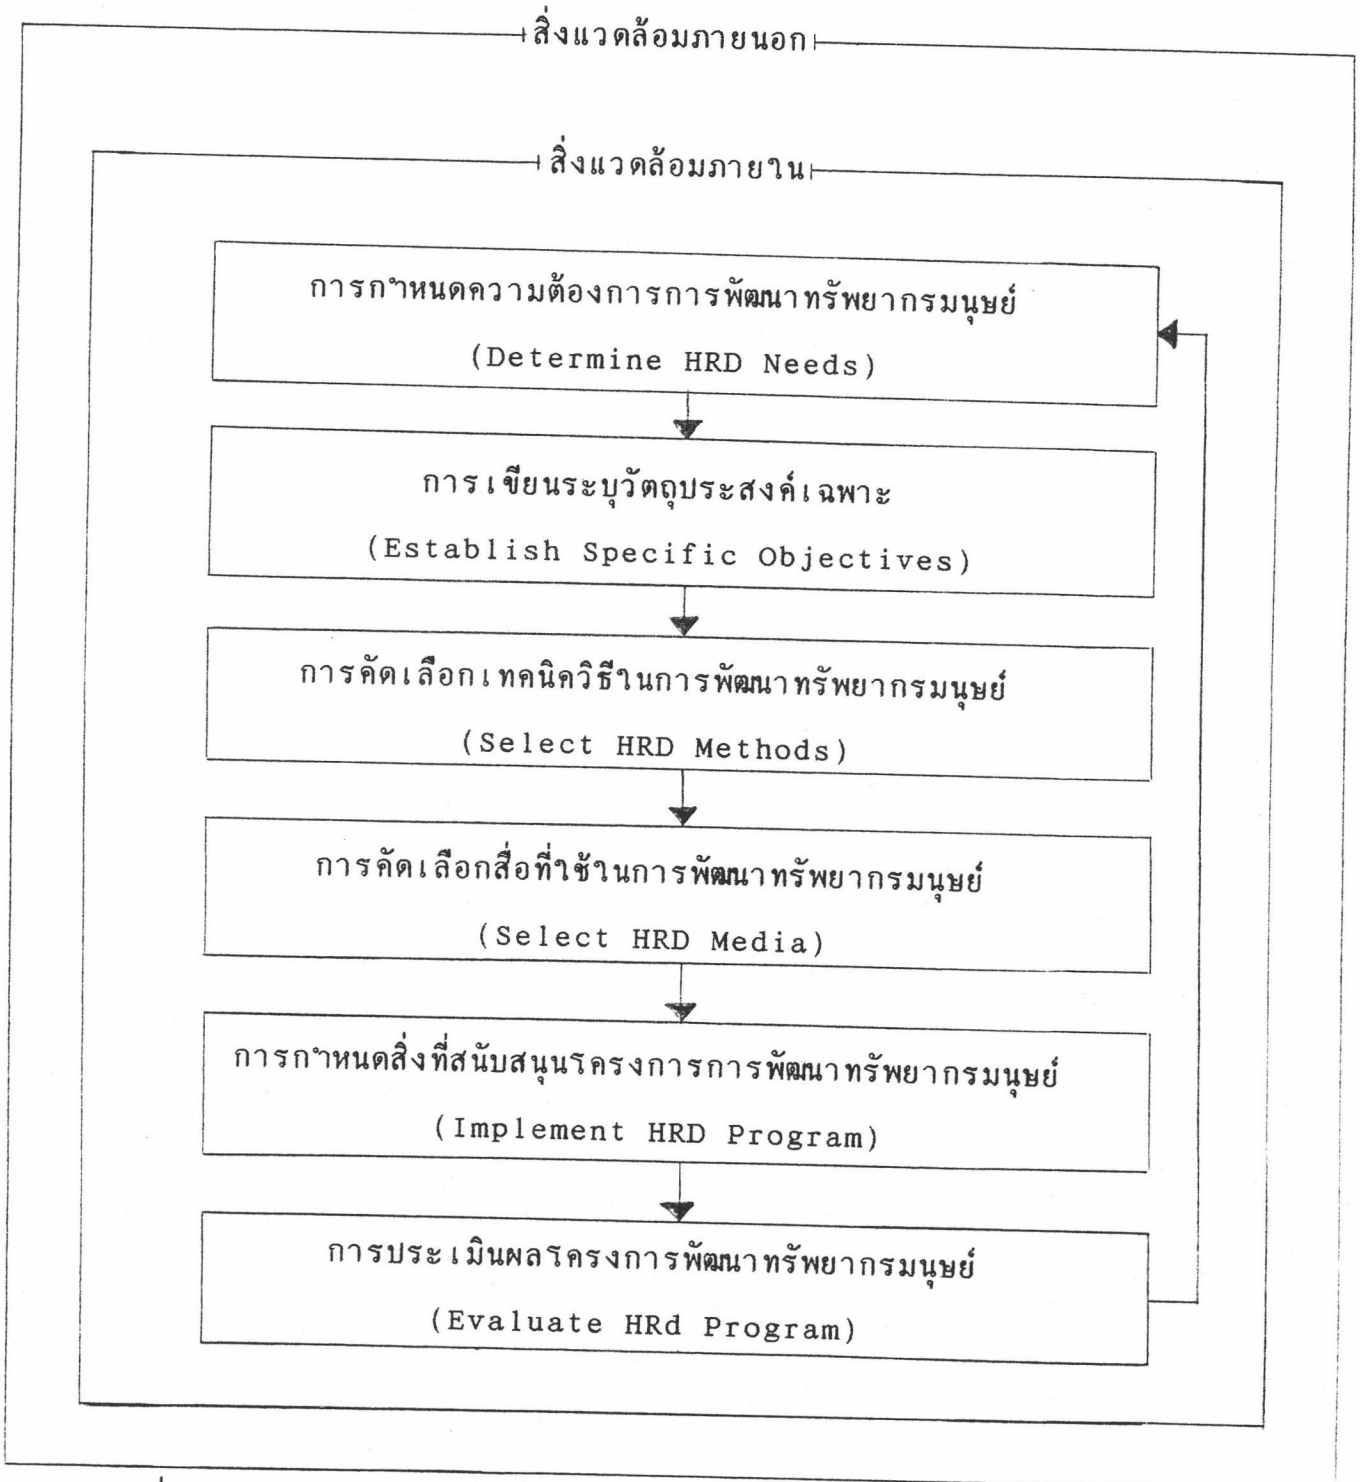 สิ่งแวดล้อมภายนอก
สิ่งแวดล้อมภายใน
การกำหนดความต้องการการพัฒนาทรัพยากรมนุษย์
(Determine HRD Needs)
การเขียนระบุวัตถุประสงค์เฉพาะ
(Establish Specific Objectives)
การคัดเลือกเทคนิควิธีในการพัฒนาทรัพยากรมนุษย์
(Select HRD Methods)
การคัดเลือกสื่อที่ใช้ในการพัฒนาทรัพยากรมนุษย์
(Select HRD Media)
การกำหนดสิ่งที่สนับสนุนโครงการการพัฒนาทรัพยากรมนุษย์
(Implement HRD Program)
การประเมินผลโครงการพัฒนาทรัพยากรมนุษย์
(Evaluate HRd Program)